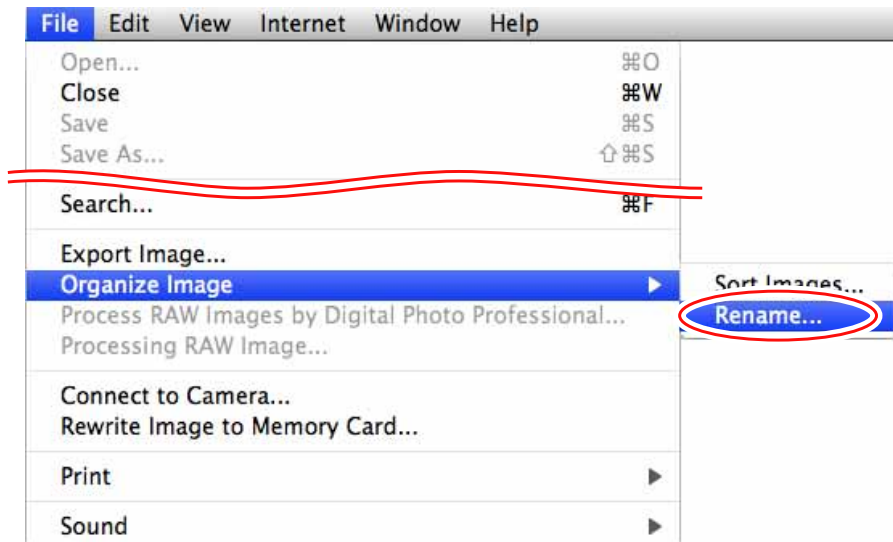 File Edit View Internet Window Help
Open... ⌘O
Close ⌘W
Save ⌘S
Save As... ⇧⌘S
Search... ⌘F
Export Image...
Organize Image ▶
Sort Images...
Process RAW Images by Digital Photo Professional...
Rename...
Processing RAW Image...
Connect to Camera...
Rewrite Image to Memory Card...
Print ▶
Sound ▶